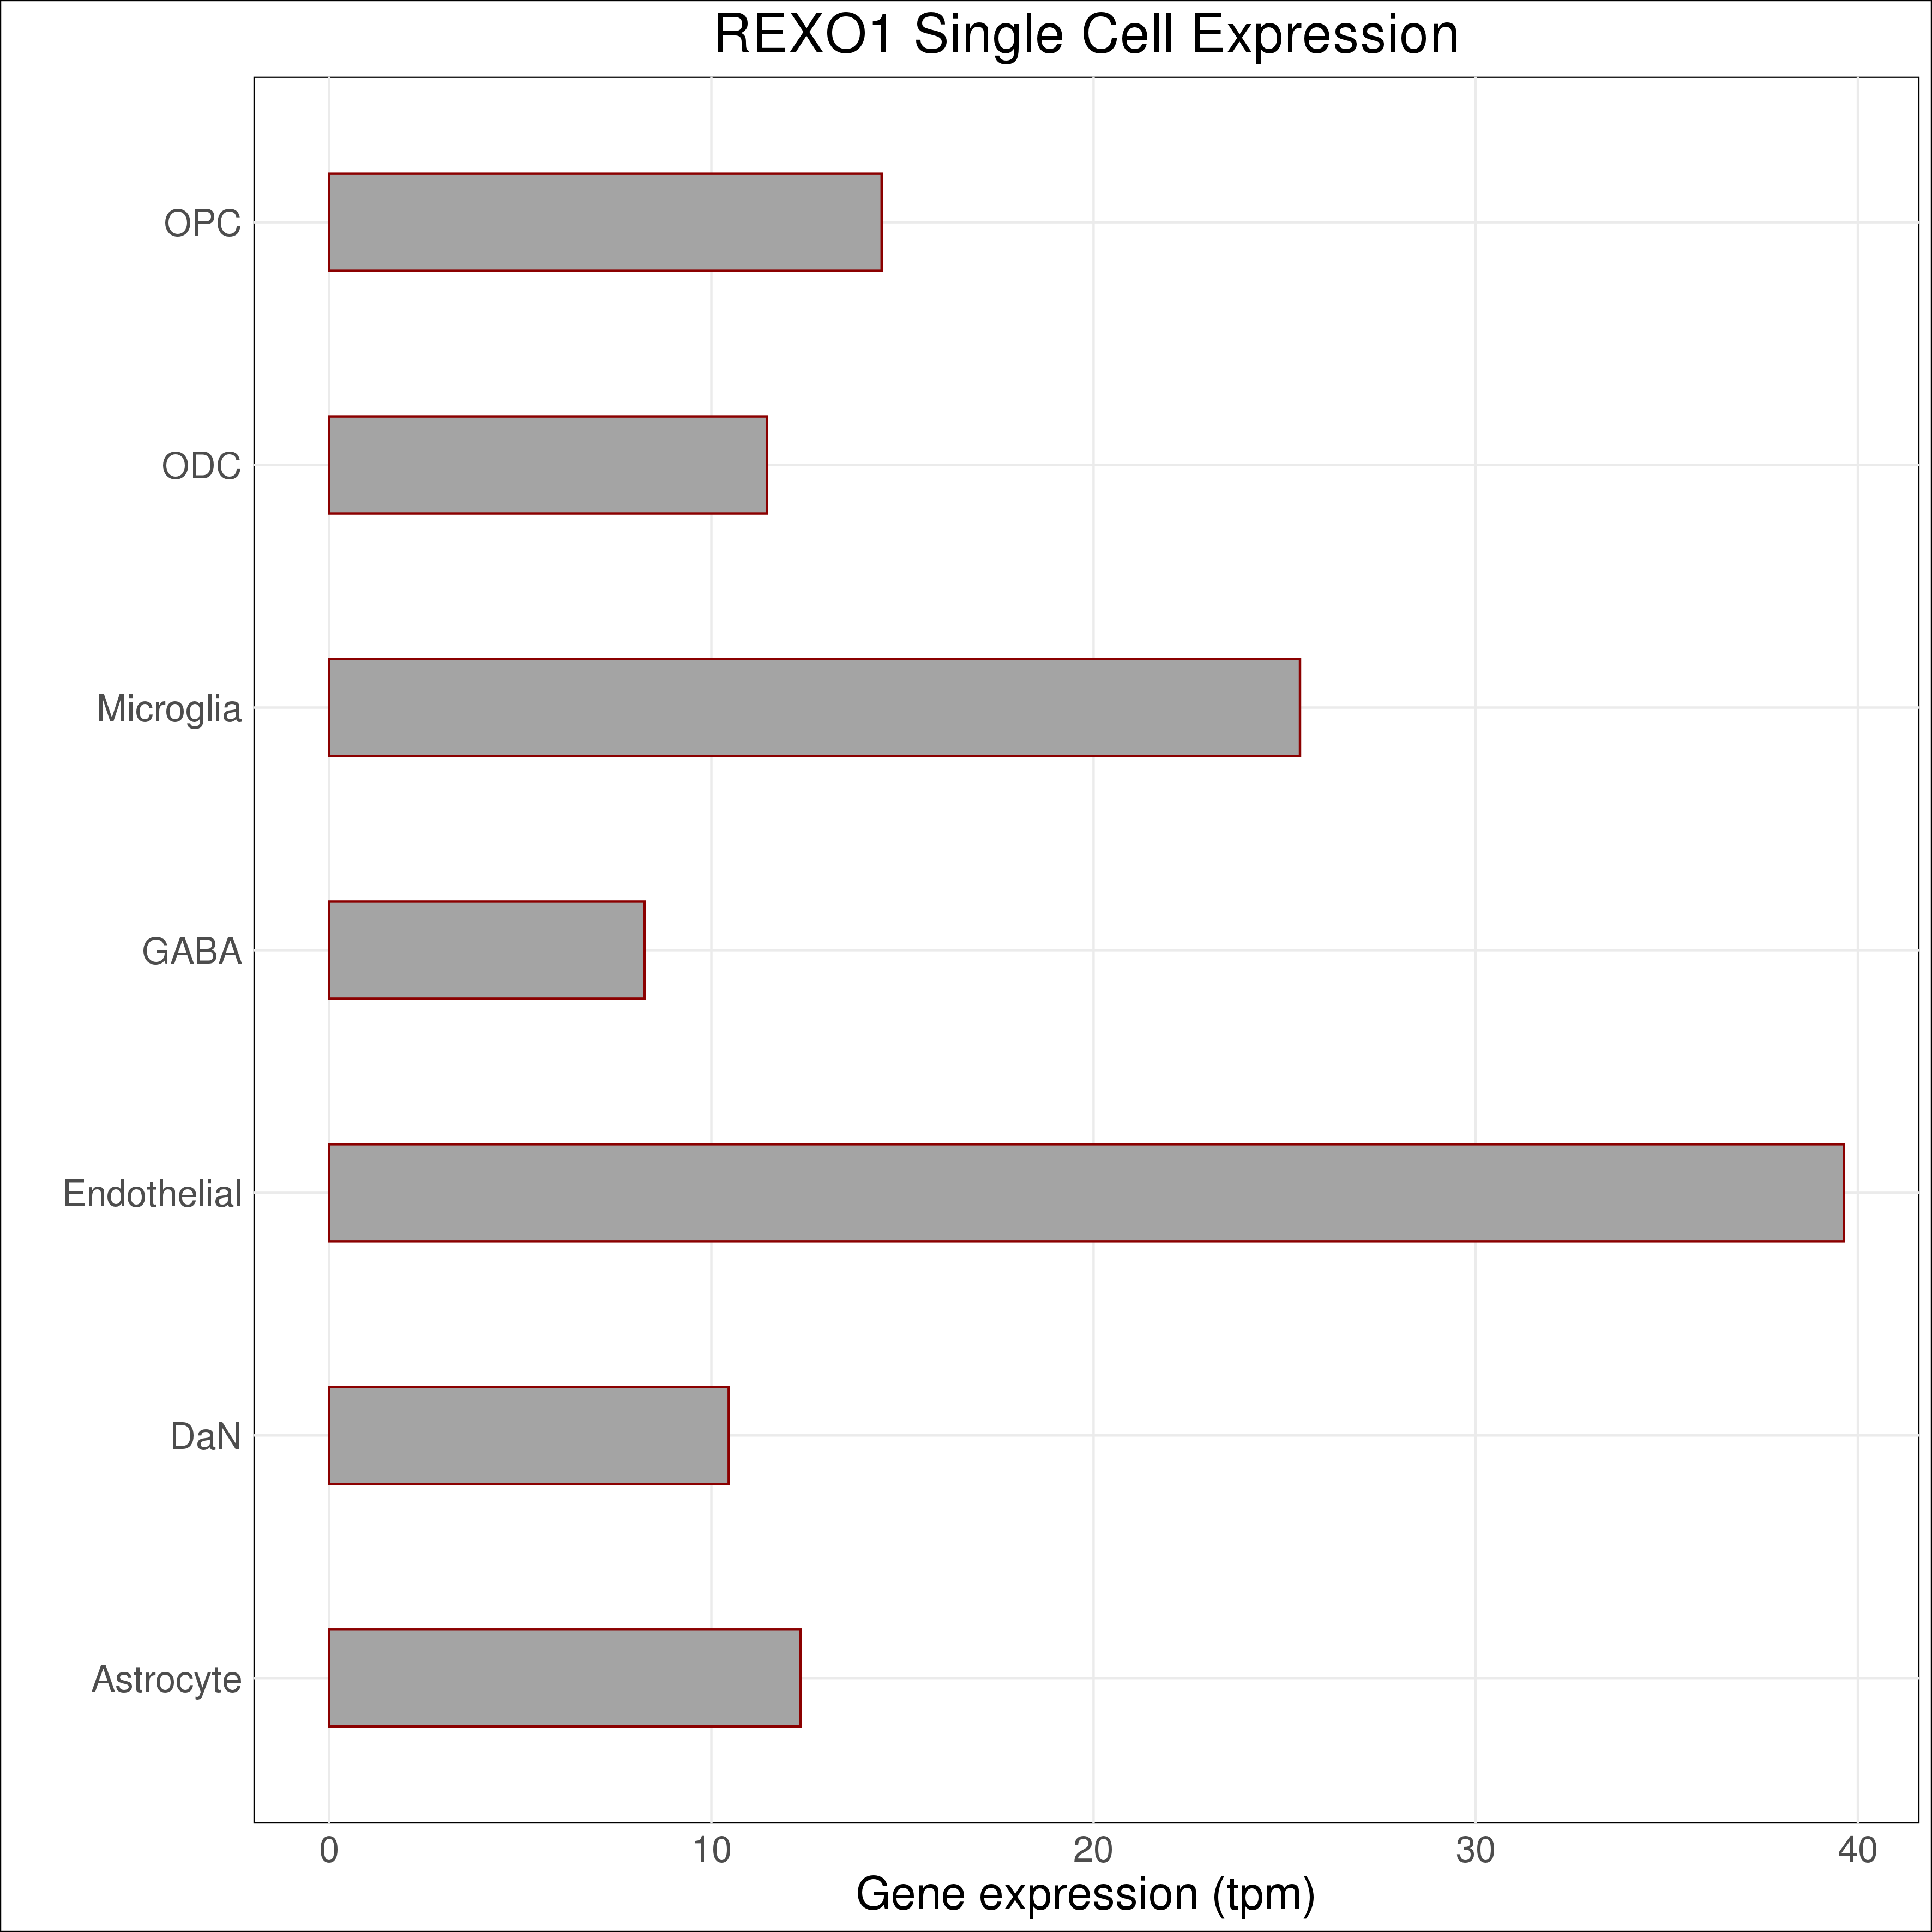 REXO1 Single Cell Expression
OPC
ODC
Microglia
GABA
Endothelial
DaN
Astrocyte
0 10 20 30 40
Gene expression (tpm)